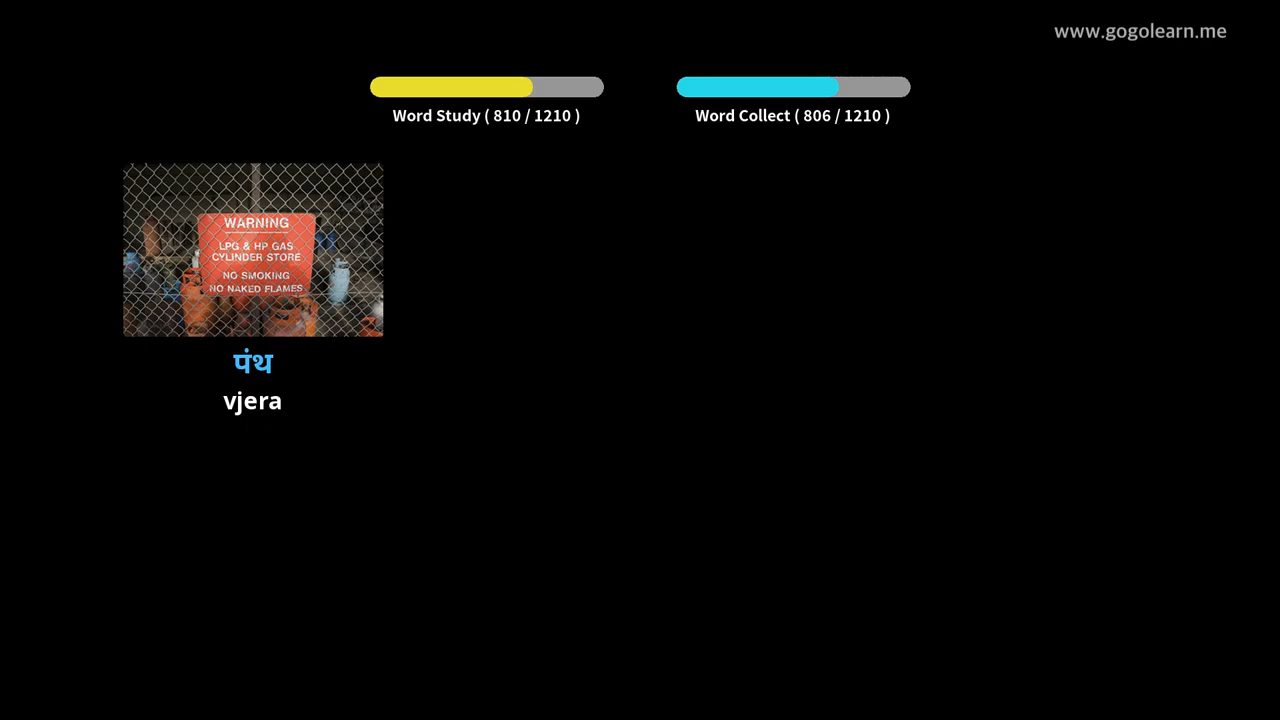 www.gogolearn.me
Word Study ( 810 / 1210 )
Word Collect ( 806 / 1210 )
WARNING
LPG & HP GAS
CYLINDER STORE
NO SMOKING
NO NAKED FLAMES
पंथ
vjera